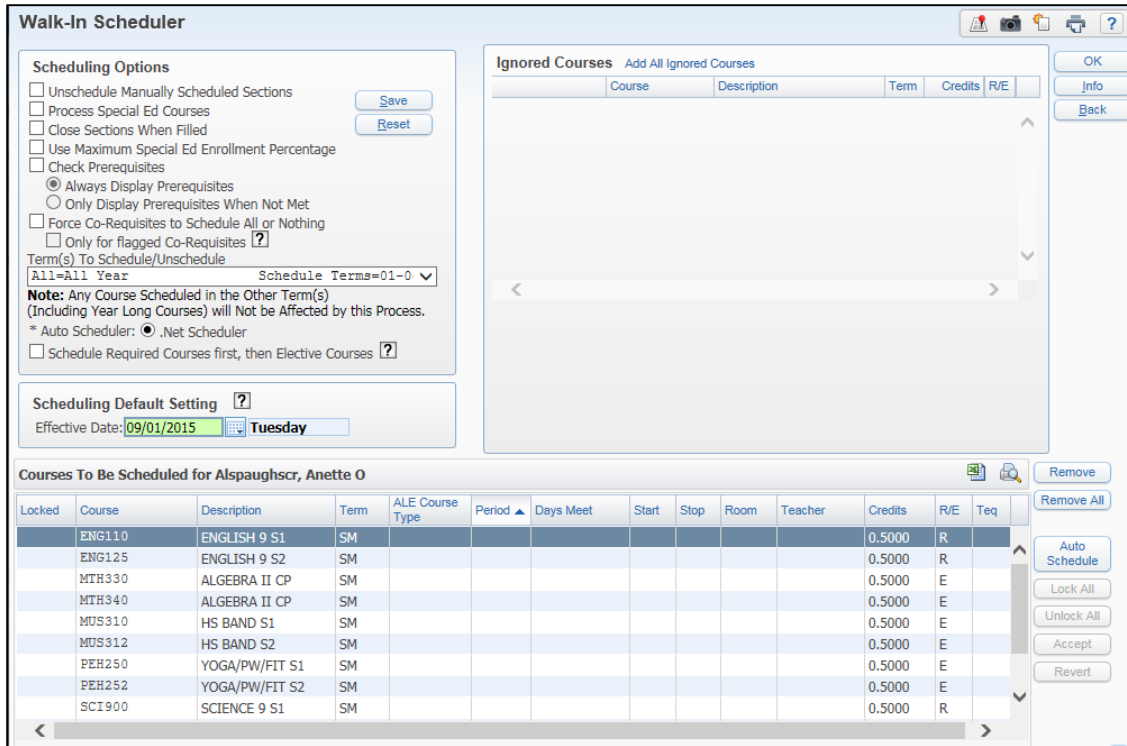 Walk-In Scheduler
?
Scheduling Options
Unschedule Manually Scheduled Sections
Process Special Ed Courses
Close Sections When Filled
Use Maximum Special Ed Enrollment Percentage
Check Prerequisites
Always Display Prerequisites
Only Display Prerequisites When Not Met
Force Co-Requisites to Schedule All or Nothing
Only for flagged Co-Requisites ?
Term(s) To Schedule/Unschedule
All=All Year Schedule Terms=01-0
Note: Any Course Scheduled in the Other Term(s)
(Including Year Long Courses) will Not be Affected by this Process.
* Auto Scheduler: .Net Scheduler
Schedule Required Courses first, then Elective Courses ?
Save
Reset
Scheduling Default Setting ?
Effective Date: 09/01/2015 Tuesday
Ignored Courses Add All Ignored Courses
Course Description Term Credits R/E
OK
Info
Back
Courses To Be Scheduled for Alspaughscr, Anette O
Locked Course Description Term ALE Course Type Period Days Meet Start Stop Room Teacher Credits R/E Teq
ENG110 ENGLISH 9 S1 SM 0.5000 R
ENG125 ENGLISH 9 S2 SM 0.5000 R
MTH330 ALGEBRA II CP SM 0.5000 E
MTH340 ALGEBRA II CP SM 0.5000 E
MUS310 HS BAND S1 SM 0.5000 E
MUS312 HS BAND S2 SM 0.5000 E
PEH250 YOGA/PW/FIT S1 SM 0.5000 E
PEH252 YOGA/PW/FIT S2 SM 0.5000 E
SCI900 SCIENCE 9 S1 SM 0.5000 R
Remove
Remove All
Auto
Schedule
Lock All
Unlock All
Accept
Revert